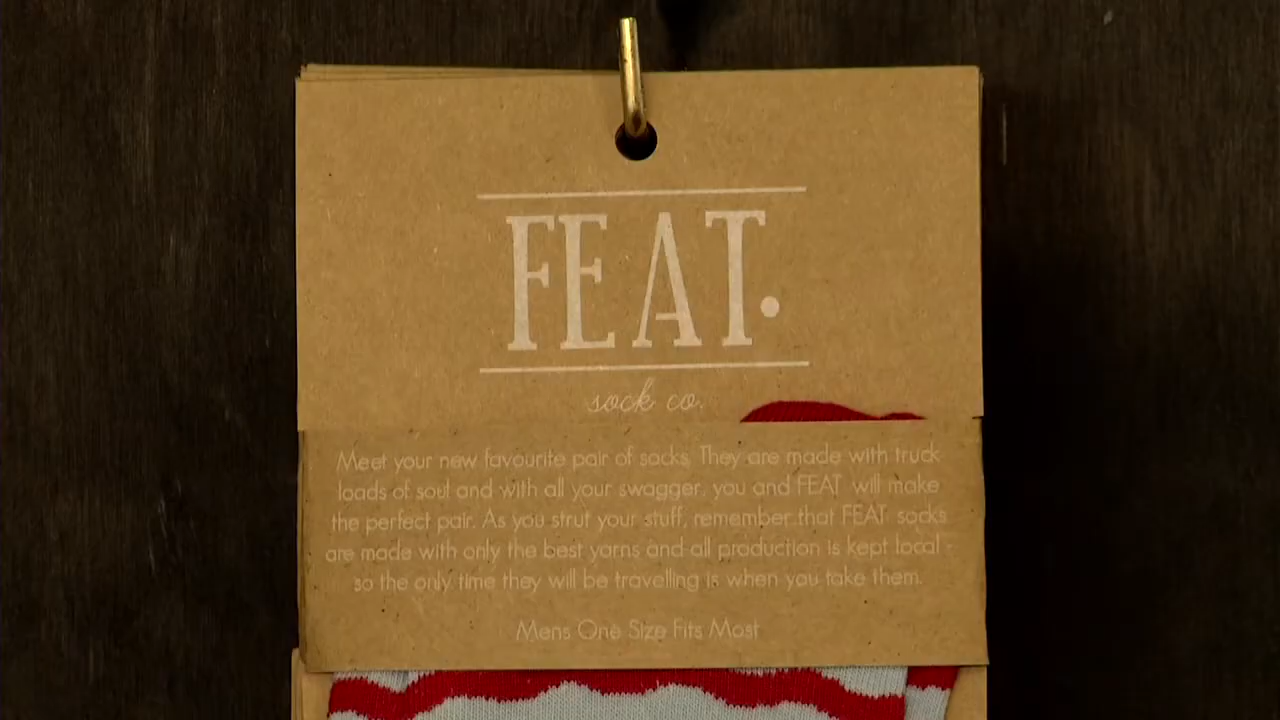 FEAT.
sock co.
Meet your new favourite pair of socks. They are made with truck
loads of soul and with all your swagger, you and FEAT. will make
the perfect pair. As you strut your stuff, remember that FEAT. socks
are made with only the best yarns and all production is kept local -
so the only time they will be travelling is when you take them.
Mens One Size Fits Most